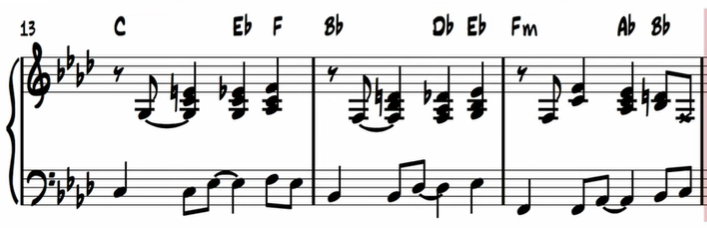 13 C Eb F Bb Db Eb Fm Ab Bb